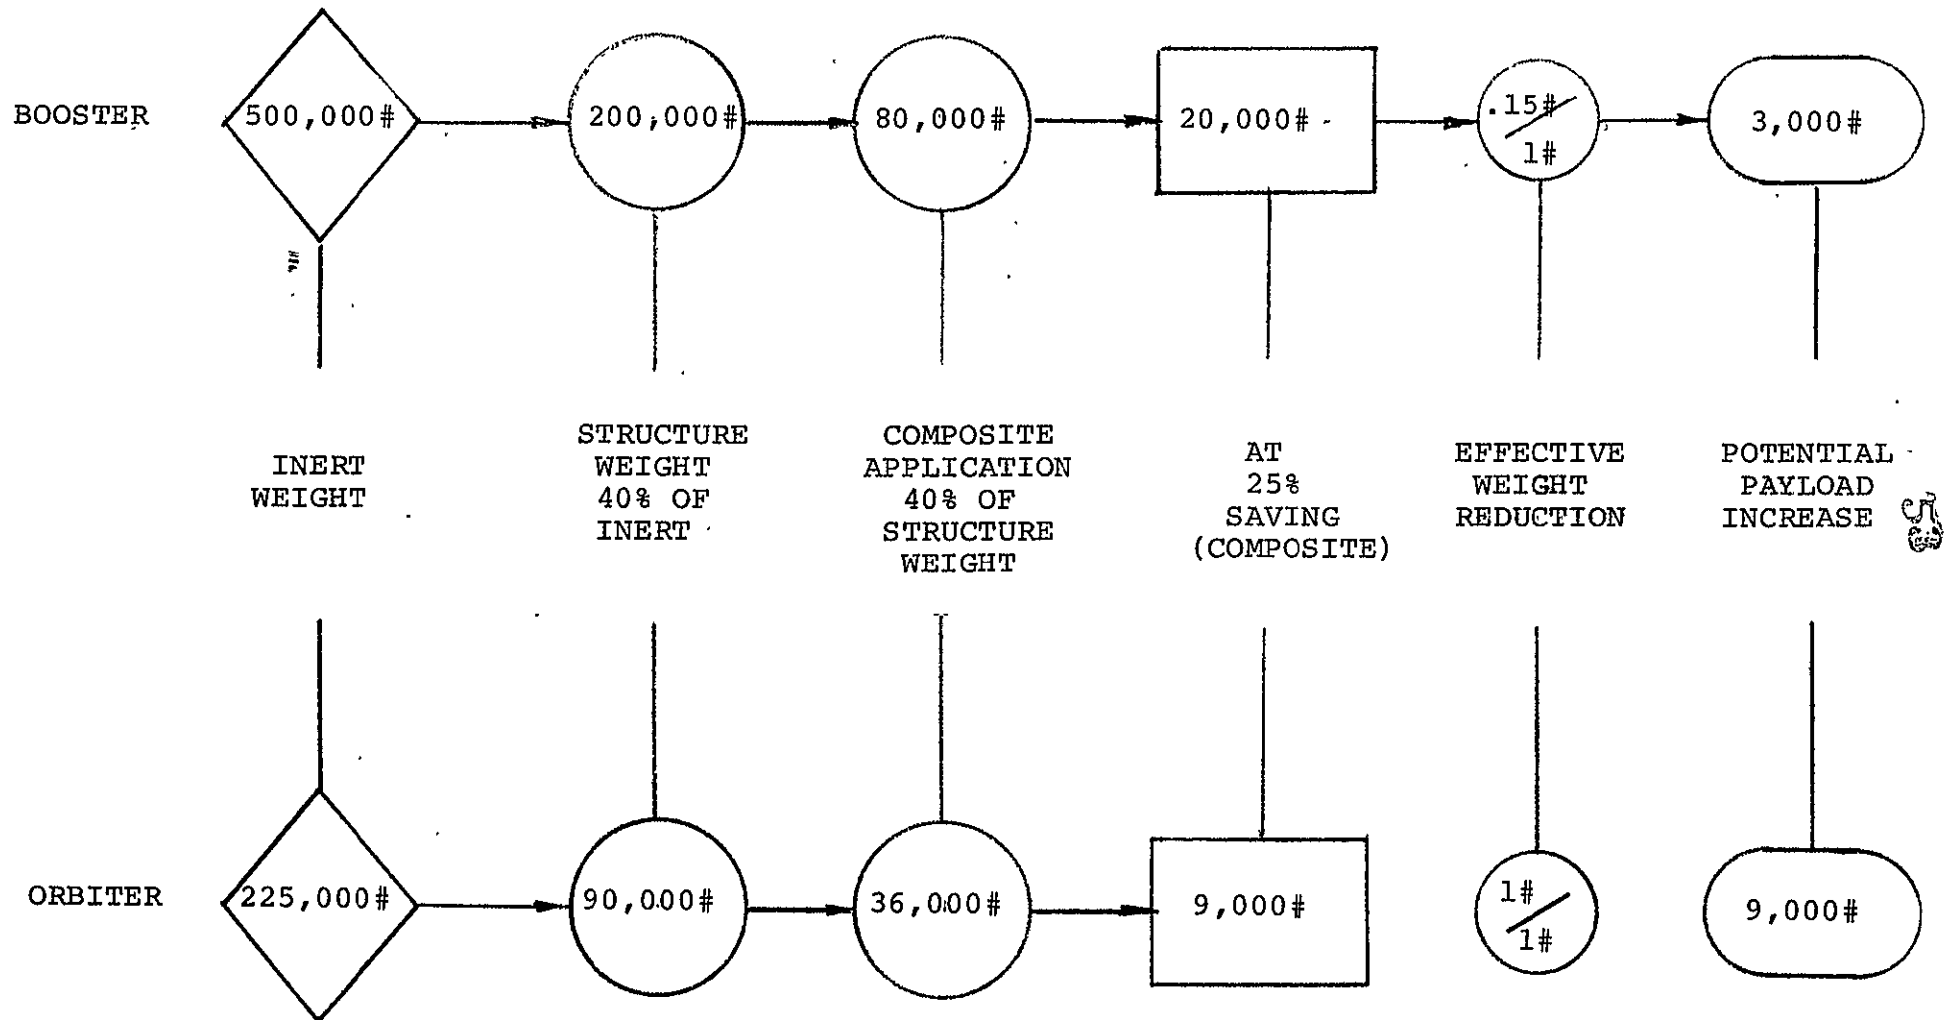 BOOSTER
500,000#
200,000#
80,000#
20,000#
.15#
1#
3,000#
INERT
WEIGHT
STRUCTURE
WEIGHT
40% OF
INERT
COMPOSITE
APPLICATION
40% OF
STRUCTURE
WEIGHT
AT
25%
SAVING
(COMPOSITE)
EFFECTIVE
WEIGHT
REDUCTION
POTENTIAL
PAYLOAD
INCREASE
ORBITER
225,000#
90,000#
36,000#
9,000#
1#
1#
9,000#